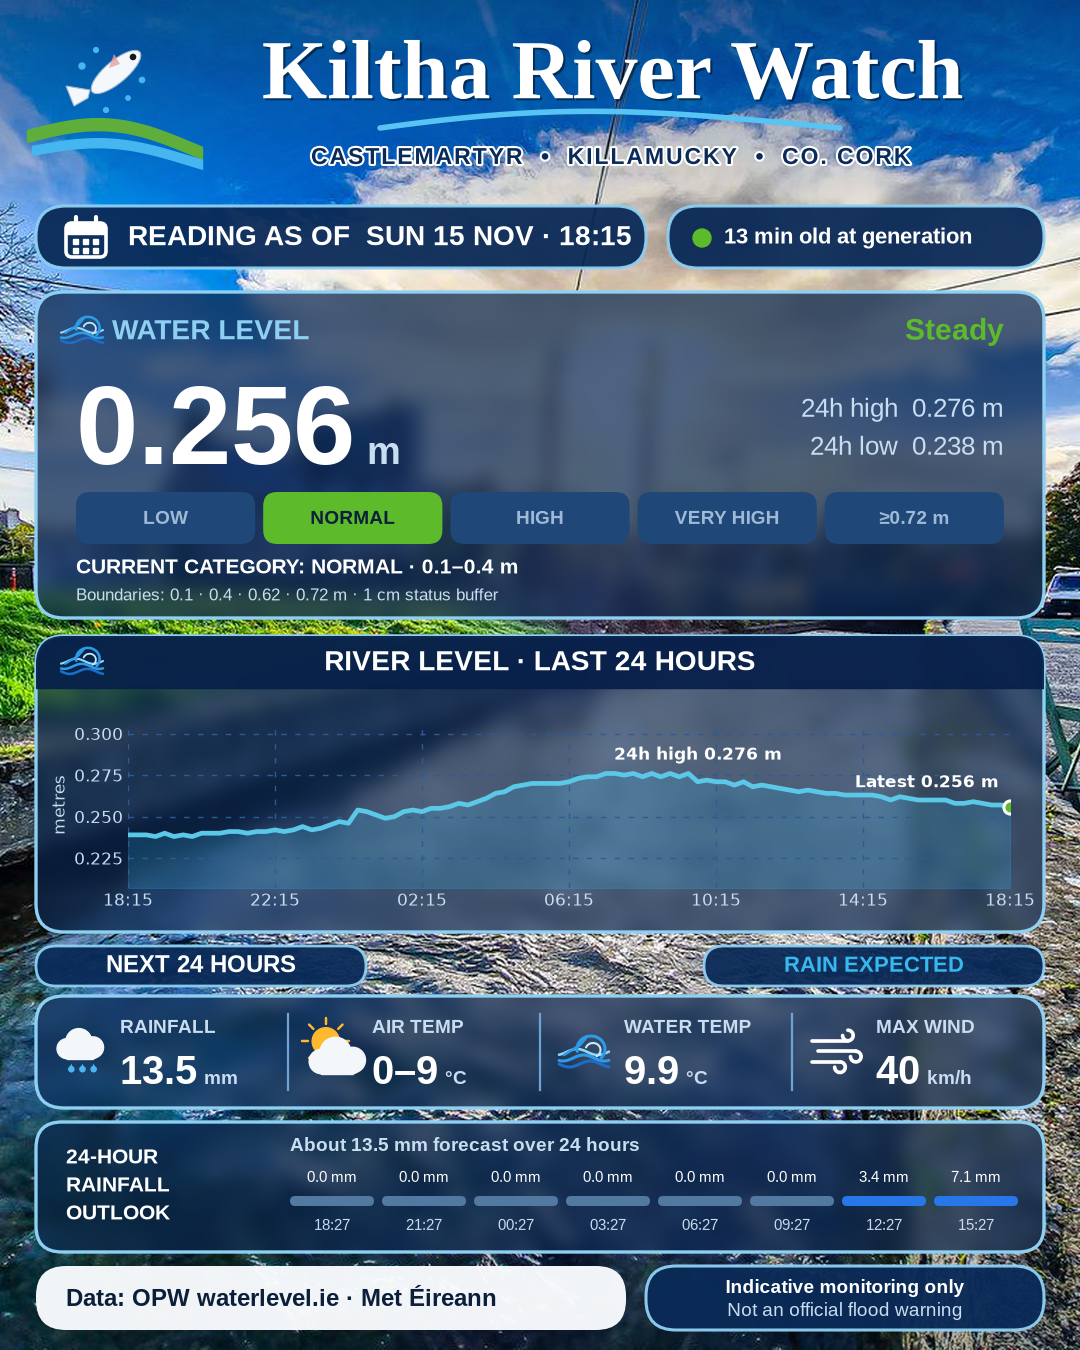 Kiltha River Watch
CASTLEMARTYR • KILLAMUCKY • CO. CORK
READING AS OF SUN 15 NOV · 18:15
13 min old at generation
WATER LEVEL
Steady
0.256 m
24h high 0.276 m
24h low 0.238 m
LOW
NORMAL
HIGH
VERY HIGH
≥0.72 m
CURRENT CATEGORY: NORMAL · 0.1–0.4 m
Boundaries: 0.1 · 0.4 · 0.62 · 0.72 m · 1 cm status buffer
RIVER LEVEL · LAST 24 HOURS
metres
0.300
0.275
0.250
0.225
24h high 0.276 m
Latest 0.256 m
18:15 22:15 02:15 06:15 10:15 14:15 18:15
NEXT 24 HOURS
RAIN EXPECTED
RAINFALL
13.5 mm
AIR TEMP
0–9 °C
WATER TEMP
9.9 °C
MAX WIND
40 km/h
24-HOUR
RAINFALL
OUTLOOK
About 13.5 mm forecast over 24 hours
0.0 mm 0.0 mm 0.0 mm 0.0 mm 0.0 mm 0.0 mm 3.4 mm 7.1 mm
18:27 21:27 00:27 03:27 06:27 09:27 12:27 15:27
Data: OPW waterlevel.ie · Met Éireann
Indicative monitoring only
Not an official flood warning